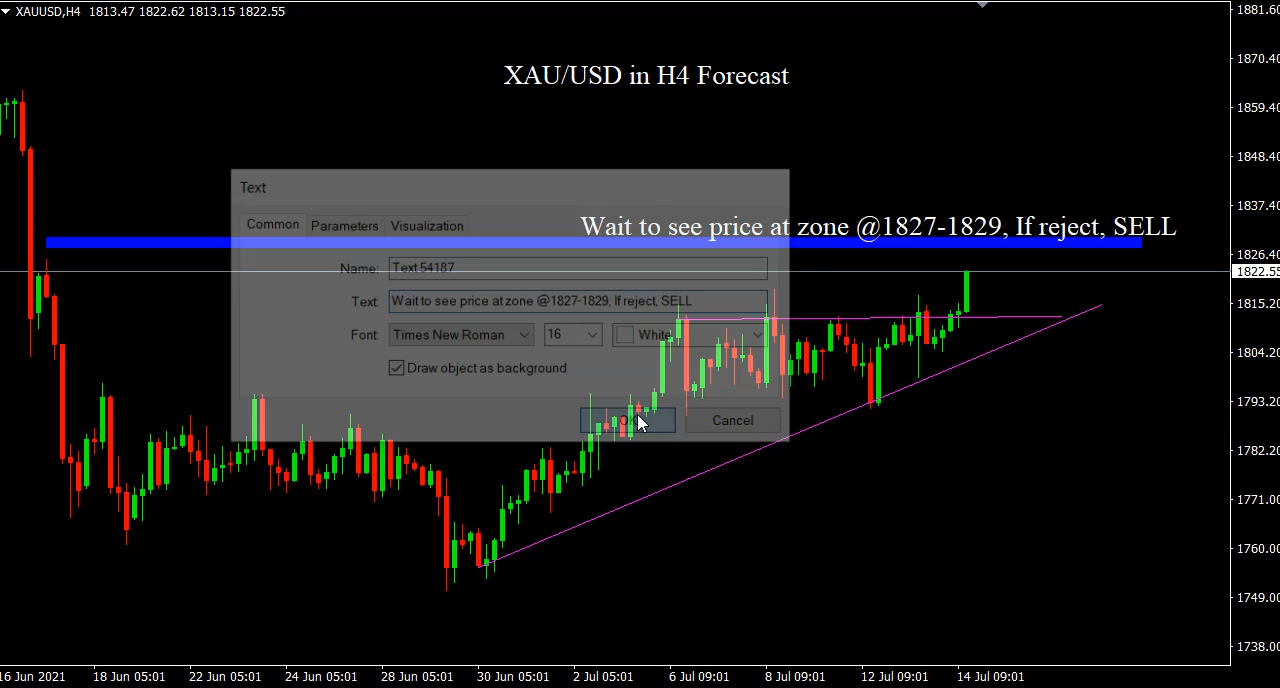 XAUUSD,H4 1813.47 1822.62 1813.15 1822.55
1881.60
XAU/USD in H4 Forecast
1870.40
1859.40
1848.40
Text
1837.40
Common Parameters Visualization
Wait to see price at zone @1827-1829, If reject, SELL
1826.40
Name: Text 54187
1822.55
Text: Wait to see price at zone @1827-1829, If reject, SELL
1815.20
Font: Times New Roman 16 White
1804.20
Draw object as background
1793.20
OK Cancel
1782.20
1771.00
1760.00
1749.00
1738.00
16 Jun 2021 18 Jun 05:01 22 Jun 05:01 24 Jun 05:01 28 Jun 05:01 30 Jun 05:01 2 Jul 05:01 6 Jul 09:01 8 Jul 09:01 12 Jul 09:01 14 Jul 09:01